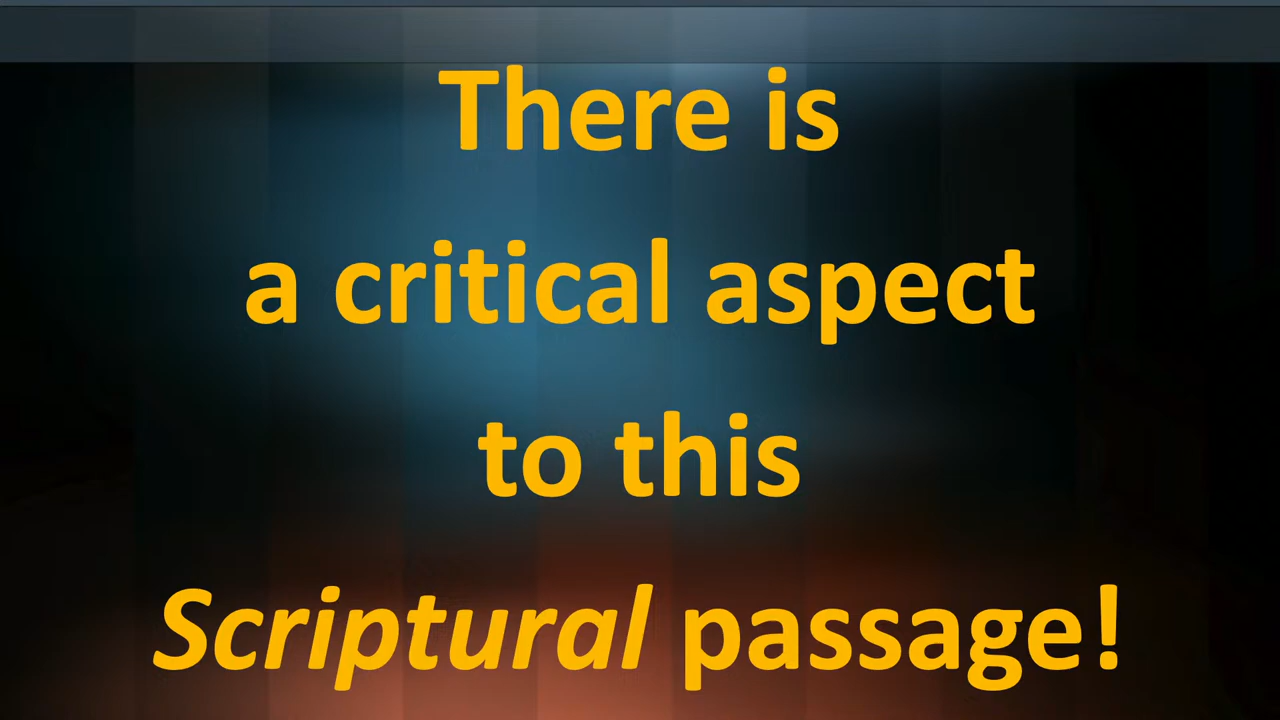 There is
a critical aspect
to this
Scriptural passage!